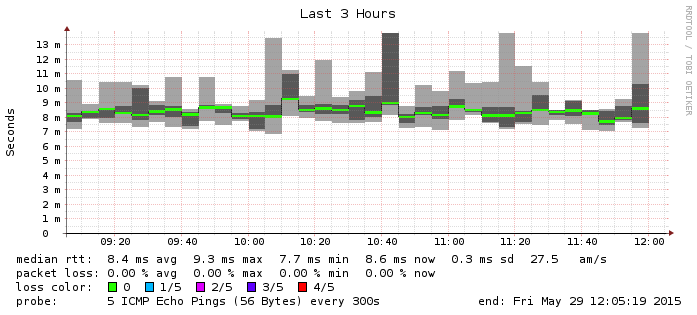 Last 3 Hours
RRDTOOL / TOBI OETIKER
Seconds
13 m
12 m
11 m
10 m
9 m
8 m
7 m
6 m
5 m
4 m
3 m
2 m
1 m
0
09:20 09:40 10:00 10:20 10:40 11:00 11:20 11:40 12:00
median rtt: 8.4 ms avg 9.3 ms max 7.7 ms min 8.6 ms now 0.3 ms sd 27.5 am/s
packet loss: 0.00 % avg 0.00 % max 0.00 % min 0.00 % now
loss color: 0 1/5 2/5 3/5 4/5
probe: 5 ICMP Echo Pings (56 Bytes) every 300s end: Fri May 29 12:05:19 2015